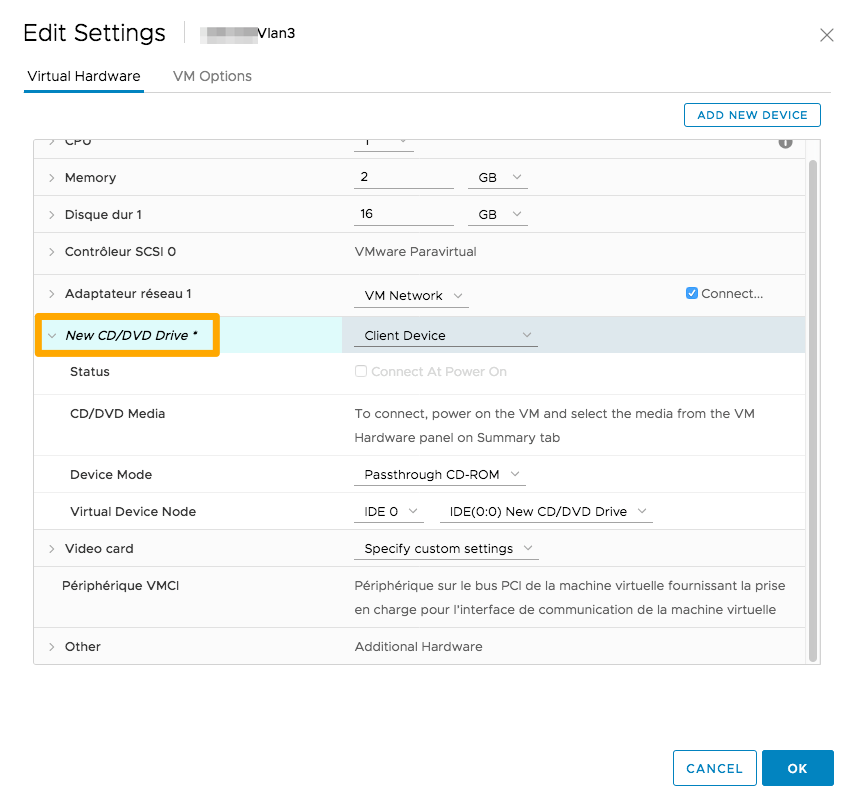 Edit Settings Vlan3
Virtual Hardware VM Options
ADD NEW DEVICE
CPU 1
Memory 2 GB
Disque dur 1 16 GB
Contrôleur SCSI 0 VMware Paravirtual
Adaptateur réseau 1 VM Network Connect...
New CD/DVD Drive * Client Device
Status Connect At Power On
CD/DVD Media To connect, power on the VM and select the media from the VM
Hardware panel on Summary tab
Device Mode Passthrough CD-ROM
Virtual Device Node IDE 0 IDE(0:0) New CD/DVD Drive
Video card Specify custom settings
Périphérique VMCI Périphérique sur le bus PCI de la machine virtuelle fournissant la prise
en charge pour l'interface de communication de la machine virtuelle
Other Additional Hardware
CANCEL OK